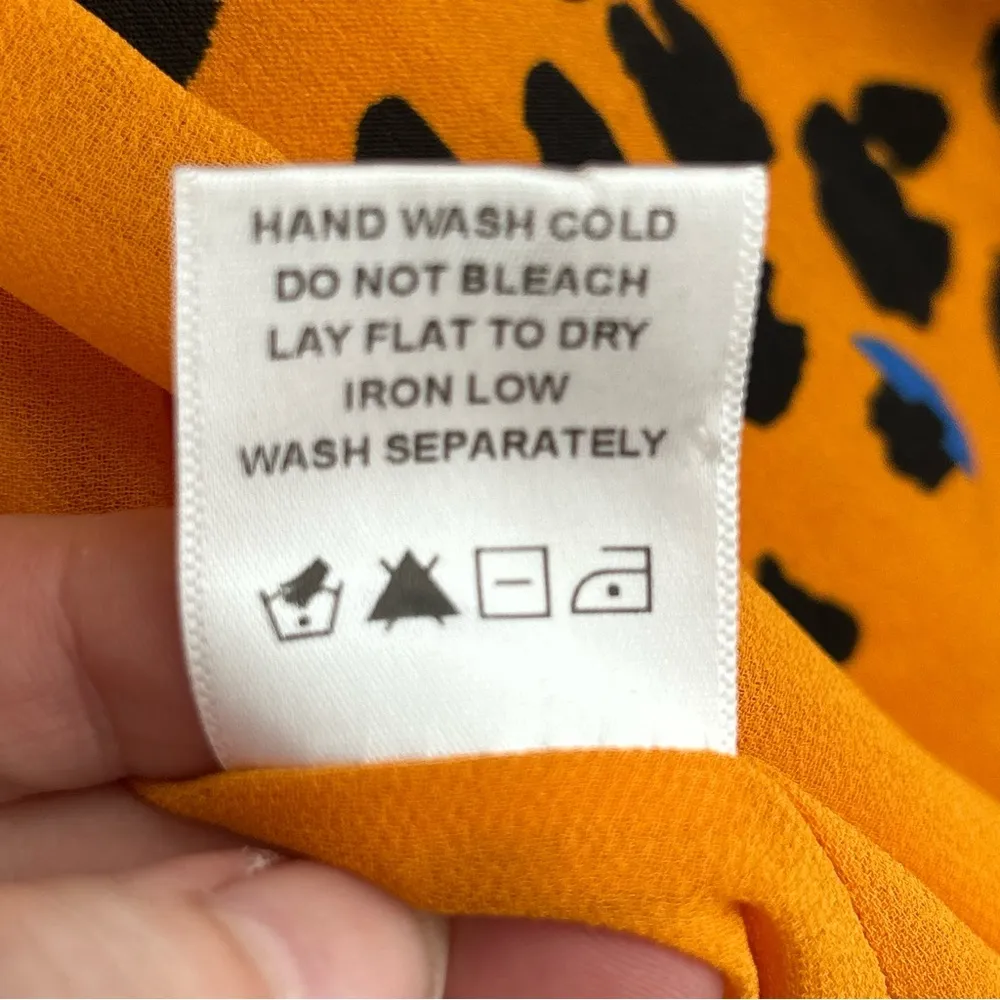 HAND WASH COLD
DO NOT BLEACH
LAY FLAT TO DRY
IRON LOW
WASH SEPARATELY